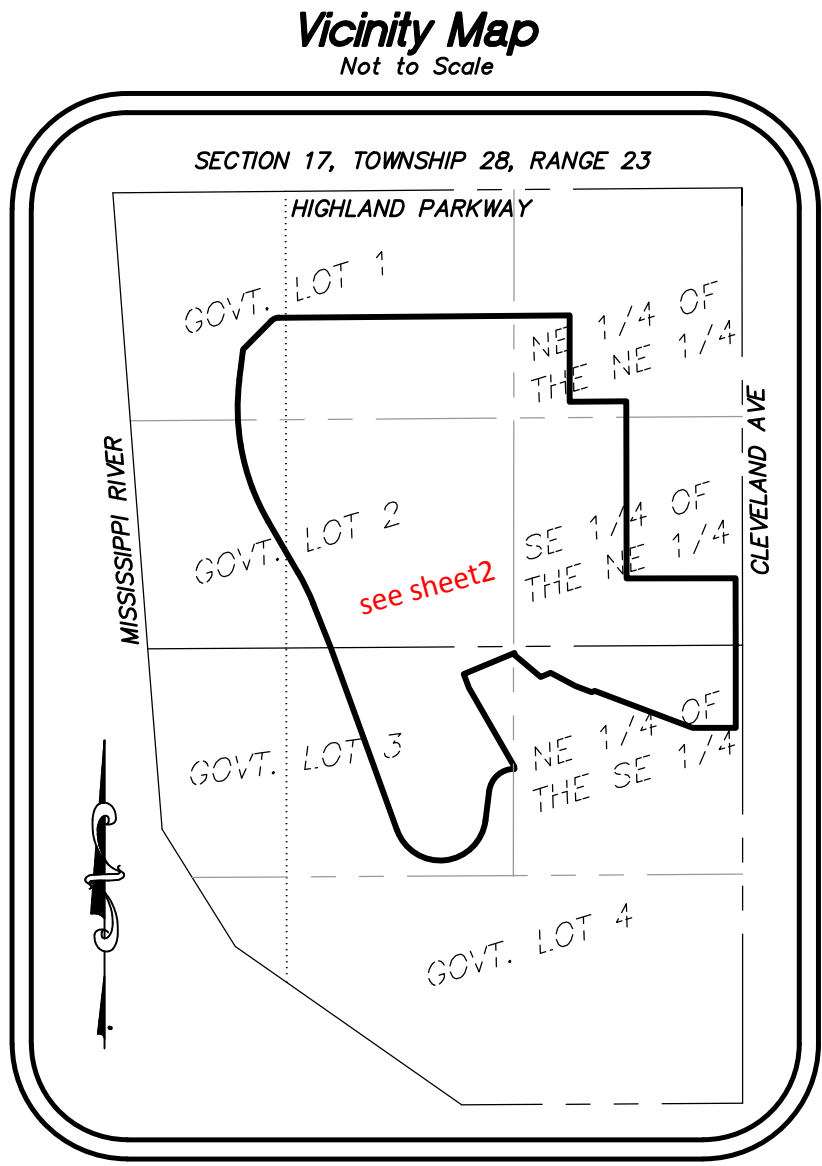 Vicinity Map
Not to Scale
SECTION 17, TOWNSHIP 28, RANGE 23
HIGHLAND PARKWAY
GOVT. LOT 1
NE 1/4 OF
THE NE 1/4
CLEVELAND AVE
MISSISSIPPI RIVER
GOVT. LOT 2
SE 1/4 OF
THE NE 1/4
see sheet2
GOVT. LOT 3
NE 1/4 OF
THE SE 1/4
GOVT. LOT 4